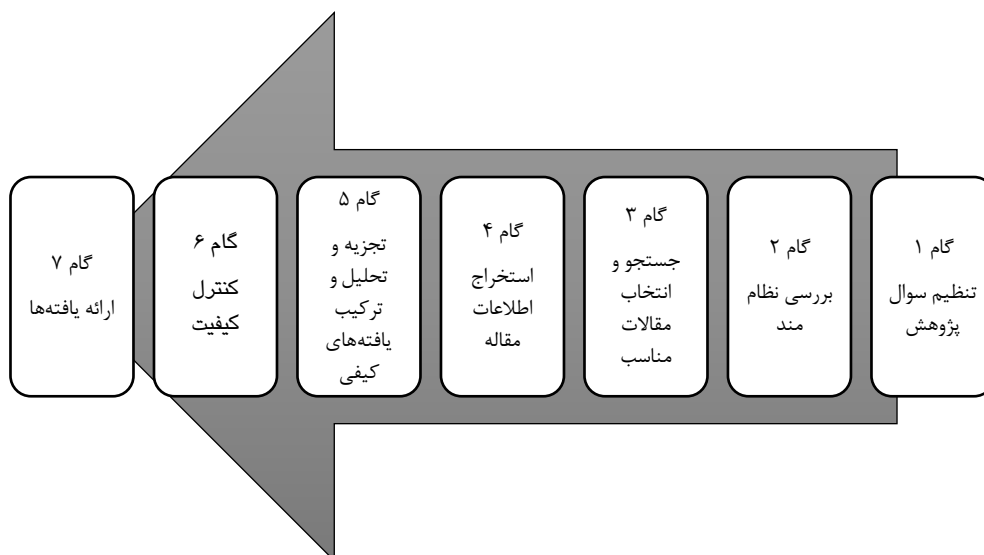 گام ۱
تنظیم سوال
پژوهش
گام ۲
بررسی نظام
مند
گام ۳
جستجو و
انتخاب
مقالات
مناسب
گام ۴
استخراج
اطلاعات
مقاله
گام ۵
تجزیه و
تحلیل و
ترکیب
یافته‌های
کیفی
گام ۶
کنترل
کیفیت
گام ۷
ارائه یافته‌ها